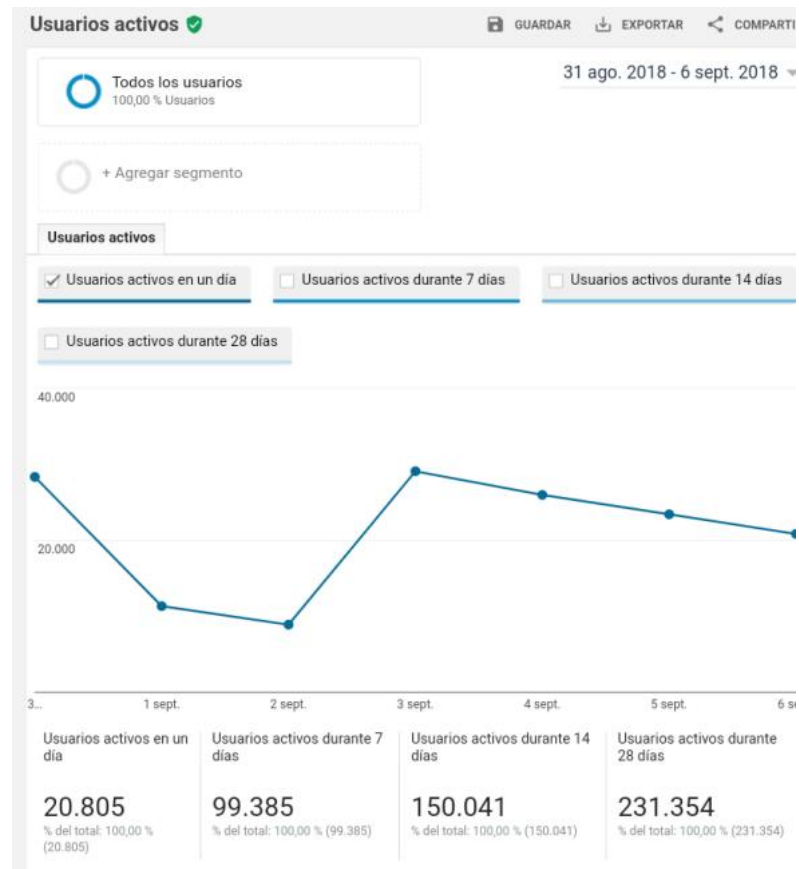 Usuarios activos
GUARDAR
EXPORTAR
COMPARTI
Todos los usuarios
100,00 % Usuarios
31 ago. 2018 - 6 sept. 2018
+ Agregar segmento
Usuarios activos
Usuarios activos en un día
Usuarios activos durante 7 días
Usuarios activos durante 14 días
Usuarios activos durante 28 días
40.000
20.000
3...
1 sept.
2 sept.
3 sept.
4 sept.
5 sept.
6 s
Usuarios activos en un
día
20.805
% del total: 100,00 %
(20.805)
Usuarios activos durante 7
días
99.385
% del total: 100,00 % (99.385)
Usuarios activos durante 14
días
150.041
% del total: 100,00 % (150.041)
Usuarios activos durante
28 días
231.354
% del total: 100,00 % (231.354)